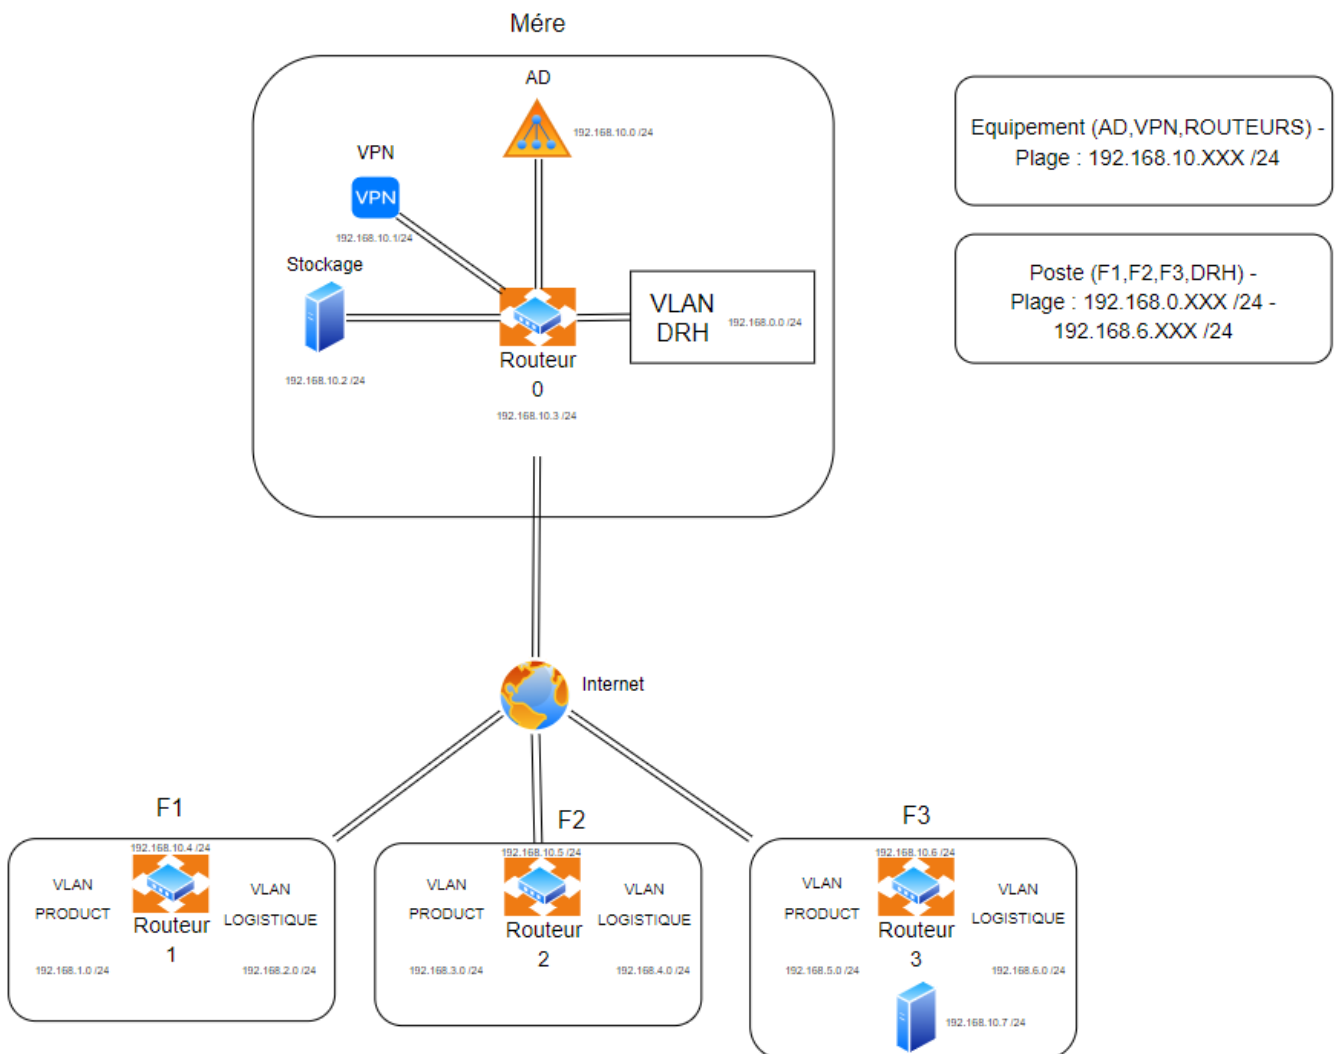 Mére
AD
192.168.10.0 /24
VPN
VPN
192.168.10.1/24
Stockage
192.168.10.2 /24
VLAN
DRH
192.168.0.0 /24
Routeur
0
192.168.10.3 /24
Equipement (AD,VPN,ROUTEURS) -
Plage : 192.168.10.XXX /24
Poste (F1,F2,F3,DRH) -
Plage : 192.168.0.XXX /24 -
192.168.6.XXX /24
Internet
F1
192.168.10.4 /24
VLAN
PRODUCT
192.168.1.0 /24
Routeur
1
VLAN
LOGISTIQUE
192.168.2.0 /24
F2
192.168.10.5 /24
VLAN
PRODUCT
192.168.3.0 /24
Routeur
2
VLAN
LOGISTIQUE
192.168.4.0 /24
F3
192.168.10.6 /24
VLAN
PRODUCT
192.168.5.0 /24
Routeur
3
VLAN
LOGISTIQUE
192.168.6.0 /24
192.168.10.7 /24